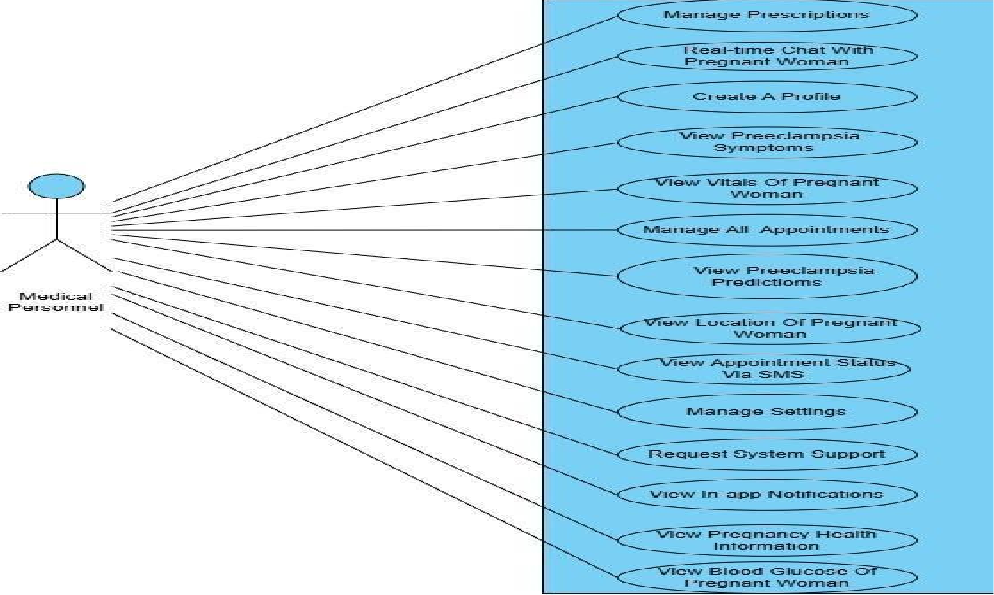 Manage Prescriptions
Real-time Chat With
Pregnant Woman
Create A Profile
View Preeclampsia
Symptoms
View Vitals Of Pregnant
Woman
Manage All Appointments
View Preeclampsia
Predictioms
View Location Of Pregnant
Woman
View Appointment Status
Via SMS
Manage Settings
Request System Support
View In-app Notifications
View Pregnancy Health
Information
View Blood Glucose Of
Pregnant Woman
Medical
Personnel